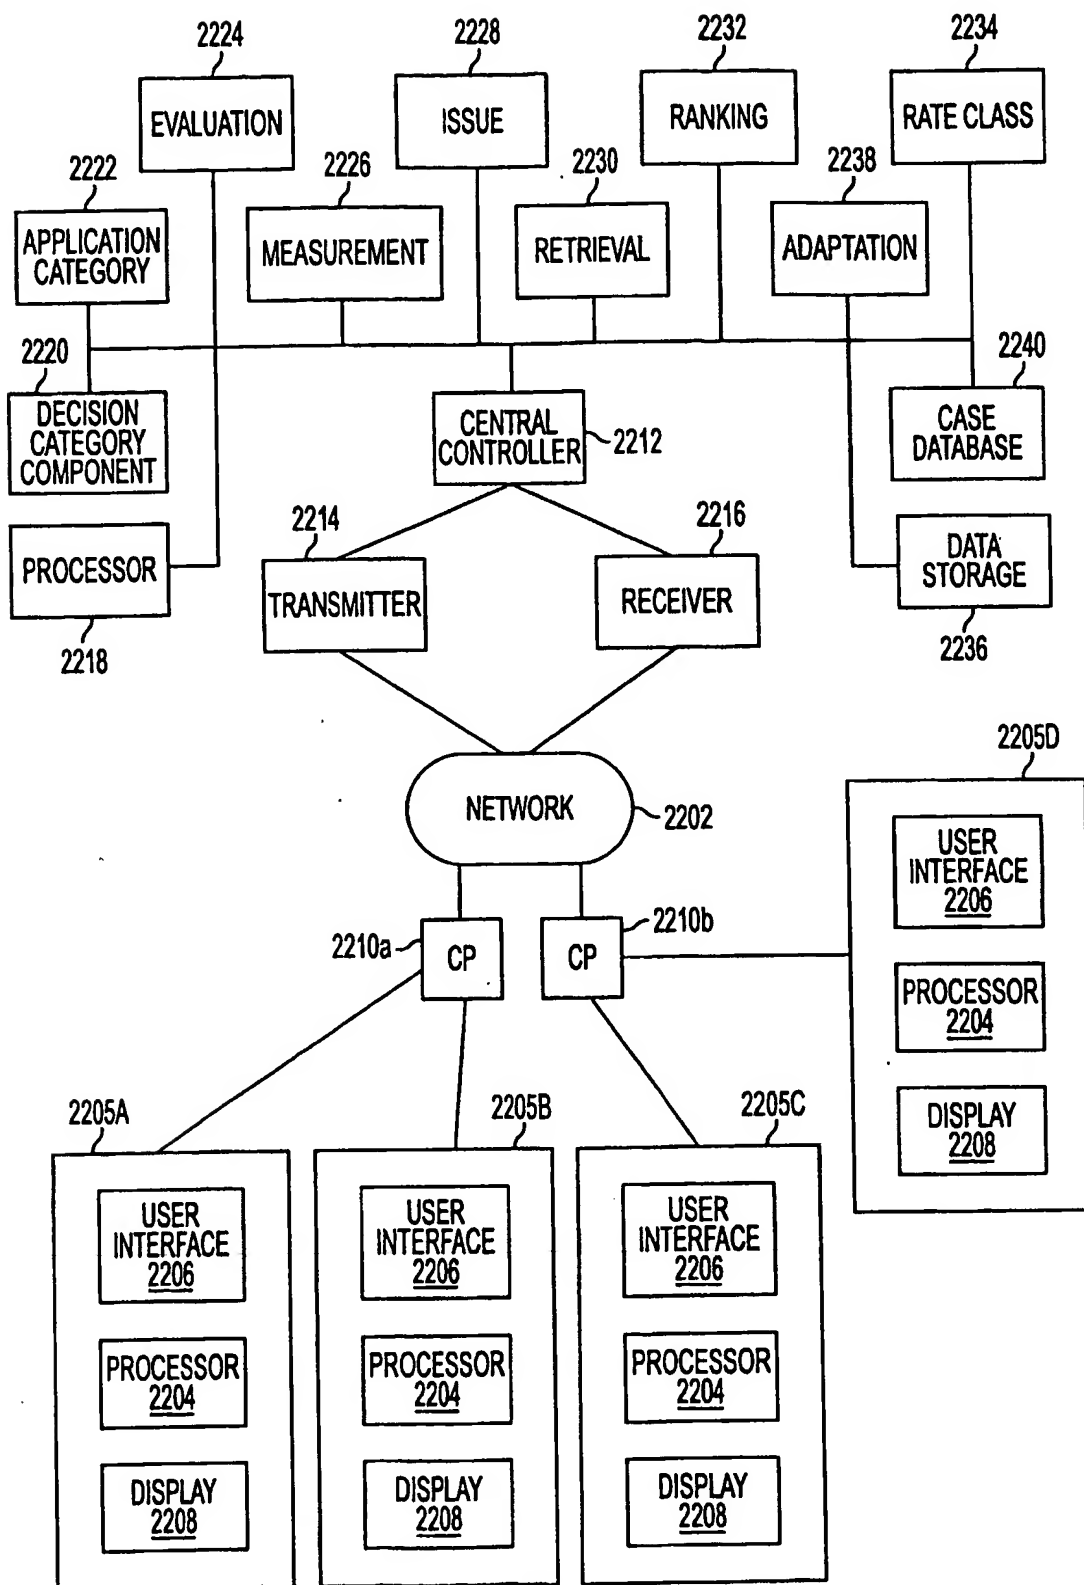 2224
2228
2232
2234
EVALUATION
ISSUE
RANKING
RATE CLASS
2222
2226
2230
2238
APPLICATION
CATEGORY
MEASUREMENT
RETRIEVAL
ADAPTATION
2220
2240
DECISION
CATEGORY
COMPONENT
CENTRAL
CONTROLLER
2212
CASE
DATABASE
2214
2216
PROCESSOR
TRANSMITTER
RECEIVER
DATA
STORAGE
2218
2236
2205D
NETWORK
2202
USER
INTERFACE
2206
2210a
CP
CP
2210b
PROCESSOR
2204
DISPLAY
2208
2205A
2205B
2205C
USER
INTERFACE
2206
PROCESSOR
2204
DISPLAY
2208
USER
INTERFACE
2206
PROCESSOR
2204
DISPLAY
2208
USER
INTERFACE
2206
PROCESSOR
2204
DISPLAY
2208